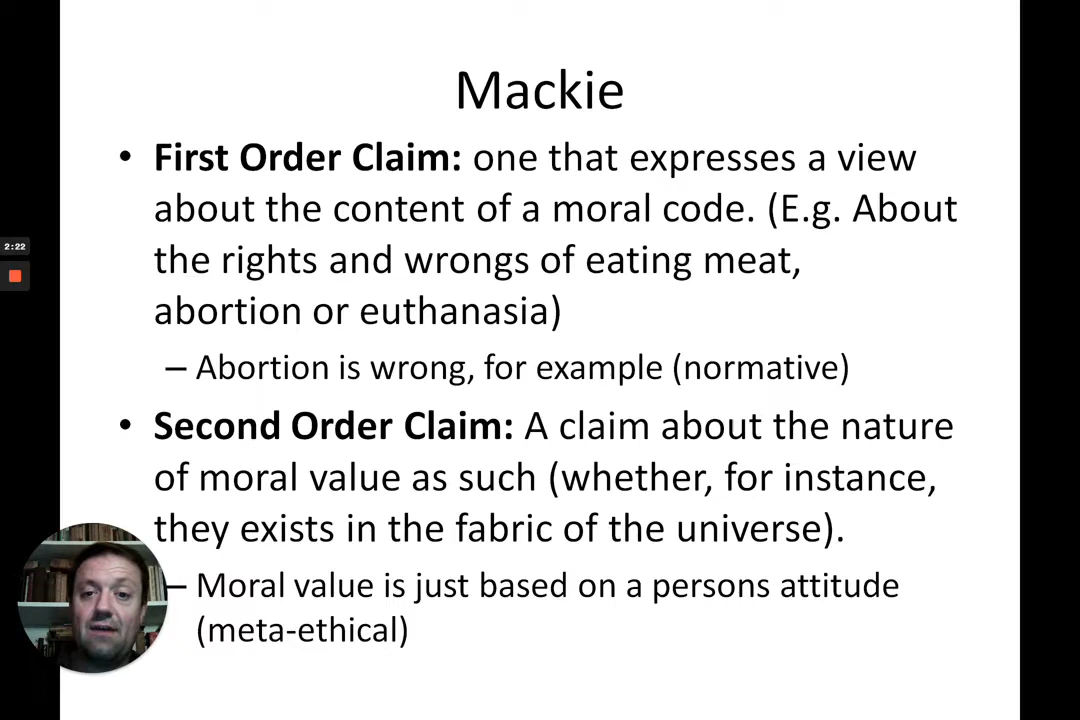 Mackie
• First Order Claim: one that expresses a view
about the content of a moral code. (E.g. About
the rights and wrongs of eating meat,
abortion or euthanasia)
– Abortion is wrong, for example (normative)
• Second Order Claim: A claim about the nature
of moral value as such (whether, for instance,
they exists in the fabric of the universe).
– Moral value is just based on a persons attitude
(meta-ethical)
2:22